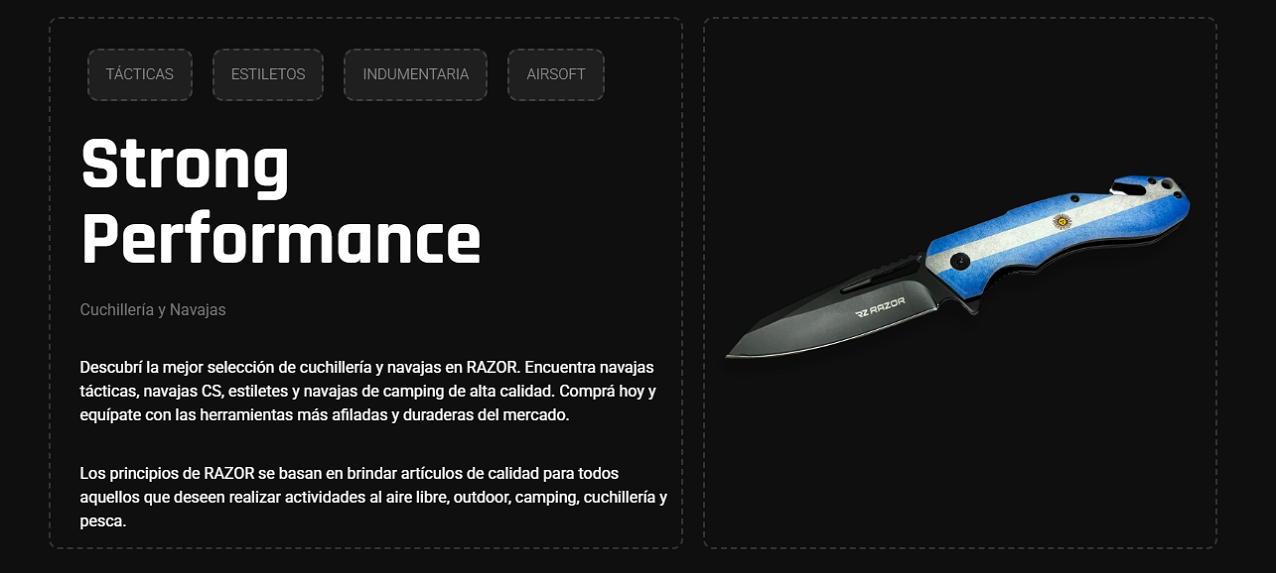 TÁCTICAS
ESTILETOS
INDUMENTARIA
AIRSOFT
Strong
Performance
Cuchillería y Navajas
Descubrí la mejor selección de cuchillería y navajas en RAZOR. Encuentra navajas
tácticas, navajas CS, estiletes y navajas de camping de alta calidad. Comprá hoy y
equípate con las herramientas más afiladas y duraderas del mercado.
Los principios de RAZOR se basan en brindar artículos de calidad para todos
aquellos que deseen realizar actividades al aire libre, outdoor, camping, cuchillería y
pesca.
RZ RAZOR